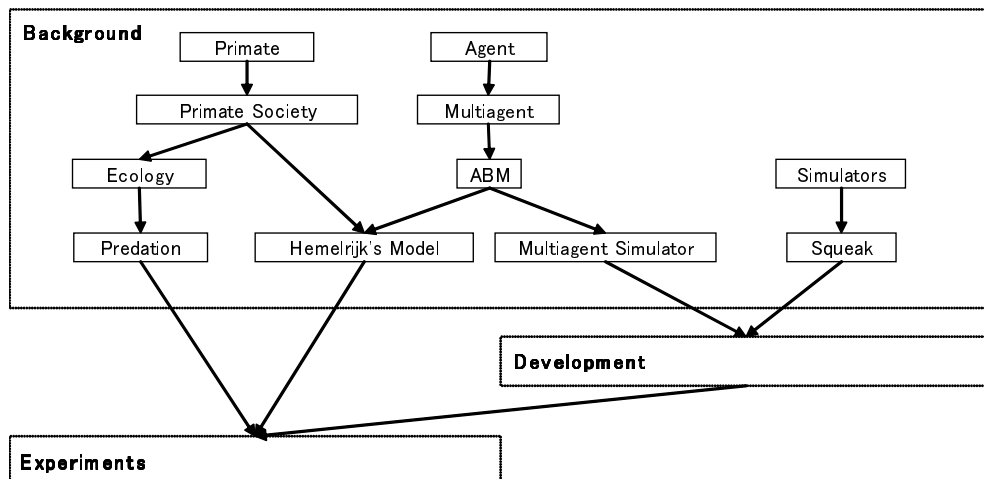 Background
Primate
Agent
Primate Society
Multiagent
Ecology
ABM
Simulators
Predation
Hemelrijk's Model
Multiagent Simulator
Squeak
Development
Experiments